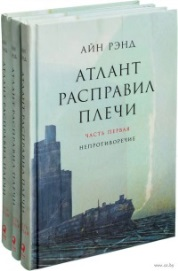 АЙН РЭНД
АТЛАНТ
РАСПРАВИЛ
ПЛЕЧИ
ЧАСТЬ ПЕРВАЯ
НЕПРОТИВОРЕЧИЕ